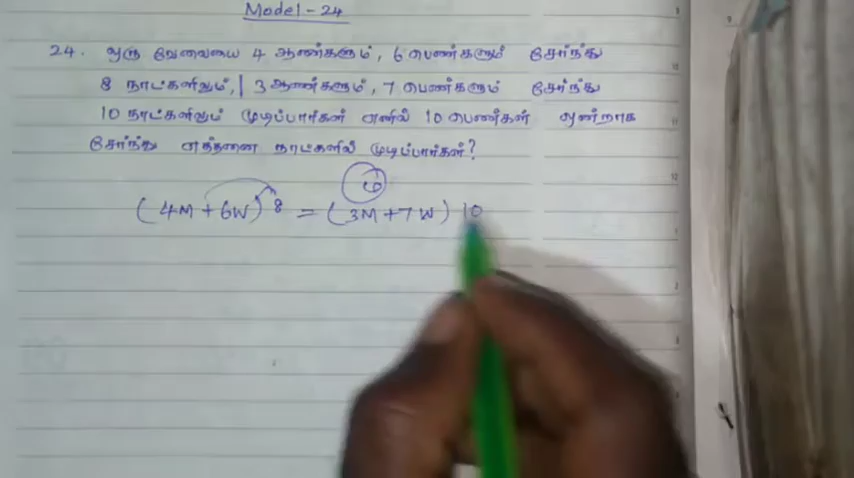 Model - 24
24. ஒரு வேலையை 4 ஆண்களும், 6 பெண்களும் சேர்ந்து
8 நாட்களிலும், | 3 ஆண்களும், 7 பெண்களும் சேர்ந்து
10 நாட்களிலும் முடிப்பார்கள் எனில் 10 பெண்கள் ஒன்றாக
சேர்ந்து எத்தனை நாட்களில் முடிப்பார்கள்?
(4M + 6W) 8 = (3M + 7W) 10